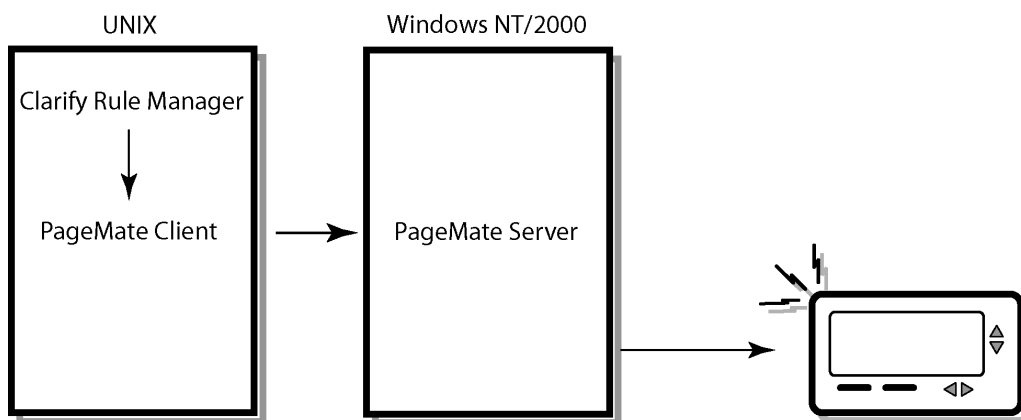 UNIX
Windows NT/2000
Clarify Rule Manager
PageMate Client
PageMate Server